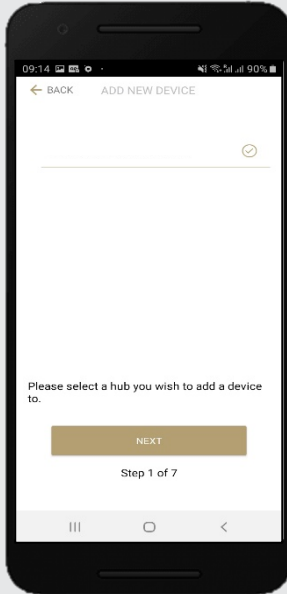 09:14 90%
← BACK ADD NEW DEVICE
Please select a hub you wish to add a device
to.
NEXT
Step 1 of 7